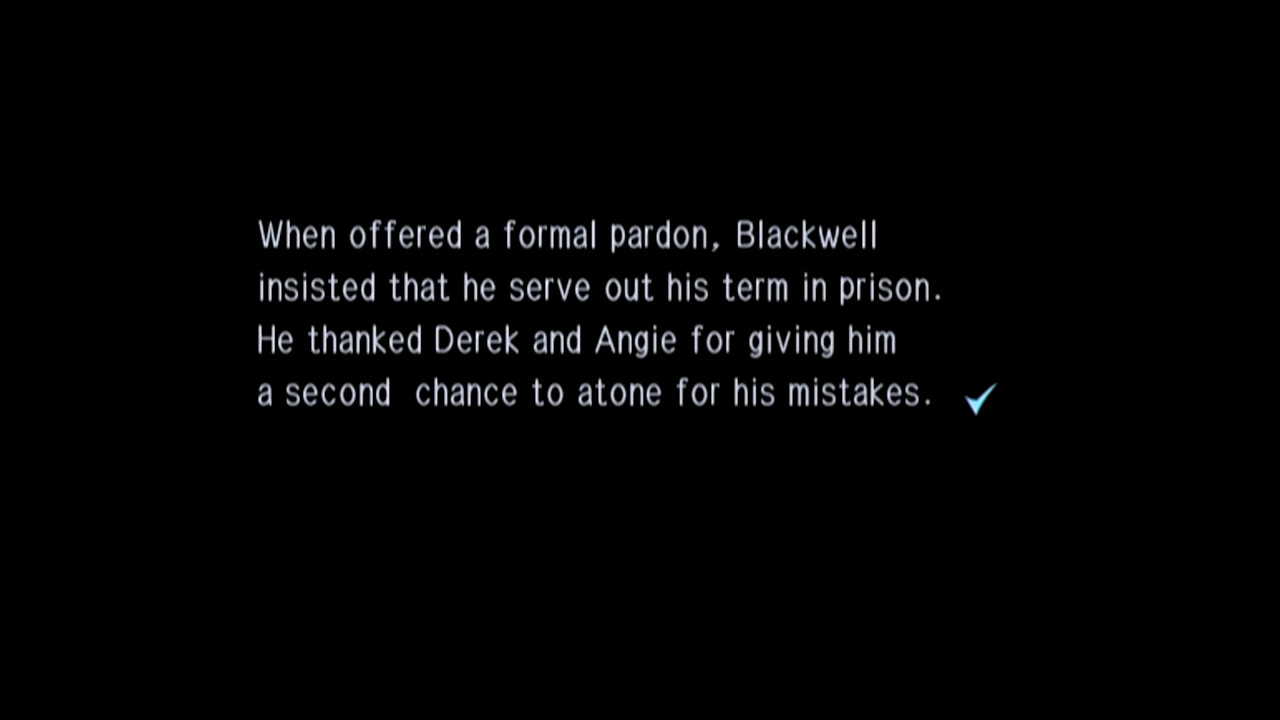 When offered a formal pardon, Blackwell
insisted that he serve out his term in prison.
He thanked Derek and Angie for giving him
a second  chance to atone for his mistakes.